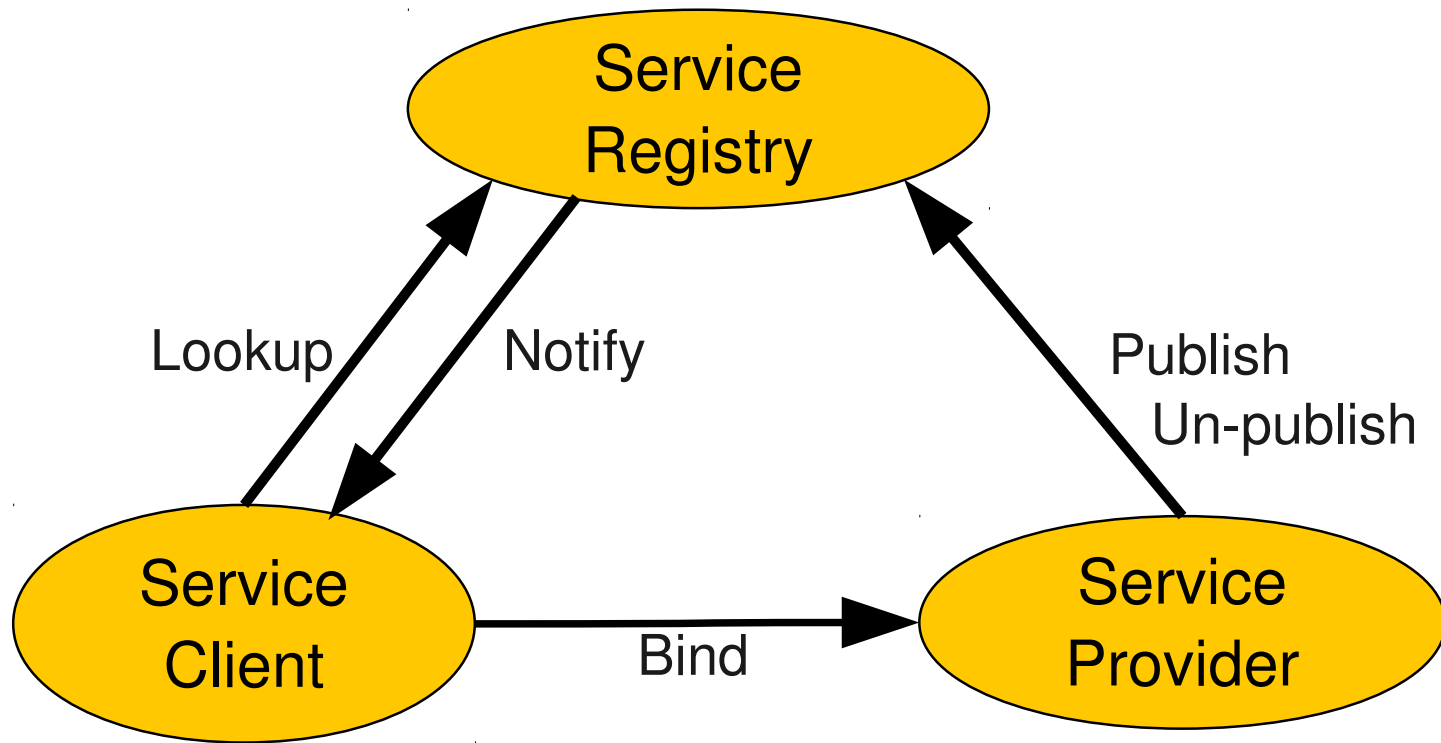 Service
Registry
Lookup
Notify
Publish
Un-publish
Service
Client
Bind
Service
Provider